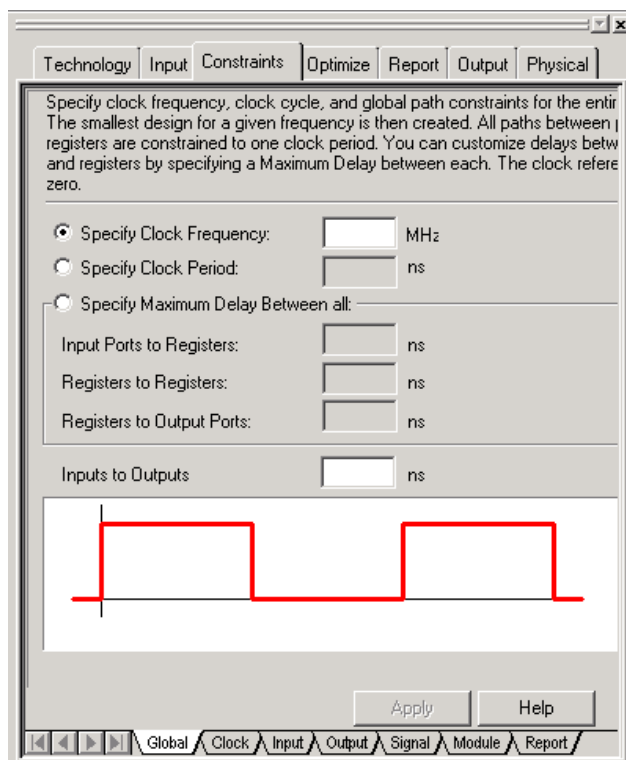 Technology Input Constraints Optimize Report Output Physical
Specify clock frequency, clock cycle, and global path constraints for the entir
The smallest design for a given frequency is then created. All paths between
registers are constrained to one clock period. You can customize delays betw
and registers by specifying a Maximum Delay between each. The clock refere
zero.
Specify Clock Frequency: MHz
Specify Clock Period: ns
Specify Maximum Delay Between all:
Input Ports to Registers: ns
Registers to Registers: ns
Registers to Output Ports: ns
Inputs to Outputs ns
Apply Help
Global Clock Input Output Signal Module Report